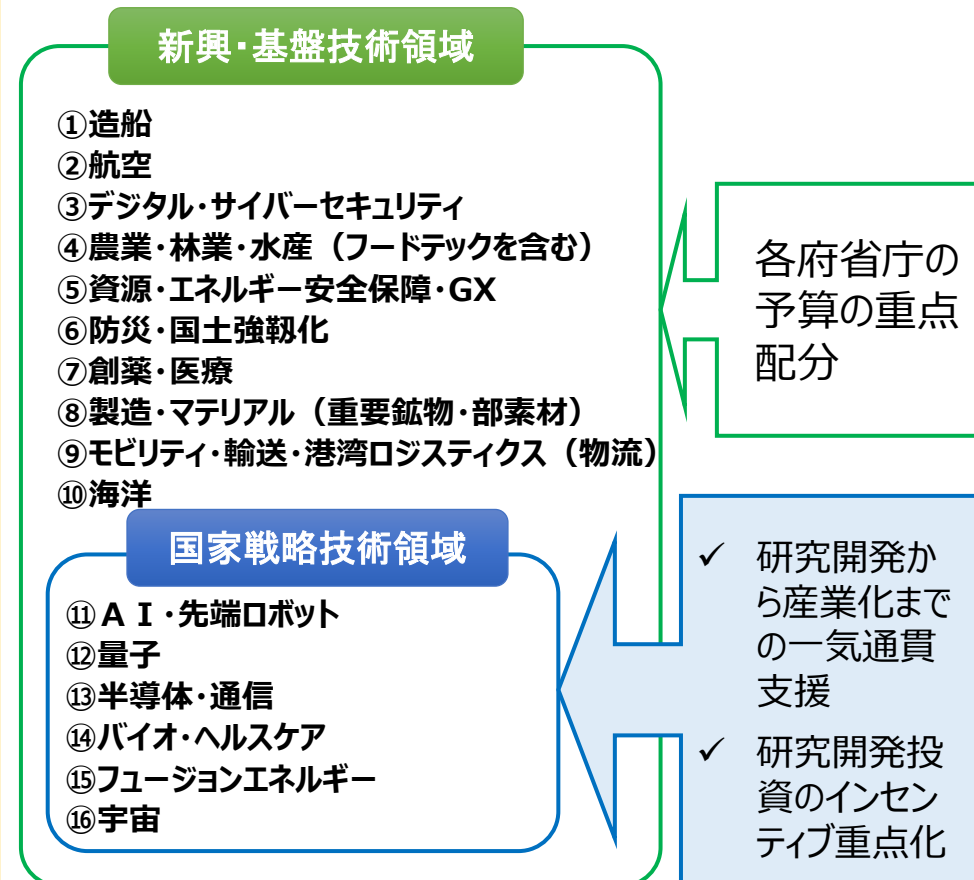 新興・基盤技術領域
①造船
②航空
③デジタル・サイバーセキュリティ
④農業・林業・水産（フードテックを含む）
⑤資源・エネルギー安全保障・GX
⑥防災・国土強靱化
⑦創薬・医療
⑧製造・マテリアル（重要鉱物・部素材）
⑨モビリティ・輸送・港湾ロジスティクス（物流）
⑩海洋
国家戦略技術領域
⑪ＡＩ・先端ロボット
⑫量子
⑬半導体・通信
⑭バイオ・ヘルスケア
⑮フュージョンエネルギー
⑯宇宙
各府省庁の
予算の重点
配分
✓ 研究開発か
ら産業化まで
の一気通貫
支援
✓ 研究開発投
資のインセン
ティブ重点化